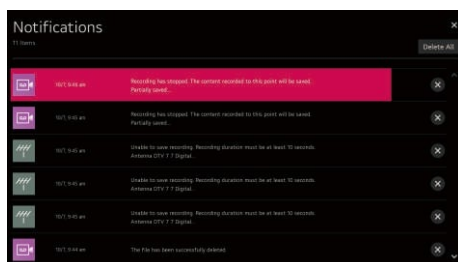 Notifications
11 items
Delete All
10/7, 9:46 am
Recording has stopped. The content recorded to this point will be saved.
Partially saved...
10/7, 9:46 am
Recording has stopped. The content recorded to this point will be saved.
Partially saved...
10/7, 9:45 am
Unable to save recording. Recording duration must be at least 10 seconds.
Antenna DTV 7.7 Digital...
10/7, 9:45 am
Unable to save recording. Recording duration must be at least 10 seconds.
Antenna DTV 7.7 Digital...
10/7, 9:45 am
Unable to save recording. Recording duration must be at least 10 seconds.
Antenna DTV 7.7 Digital...
10/7, 9:44 am
The File has been successfully deleted